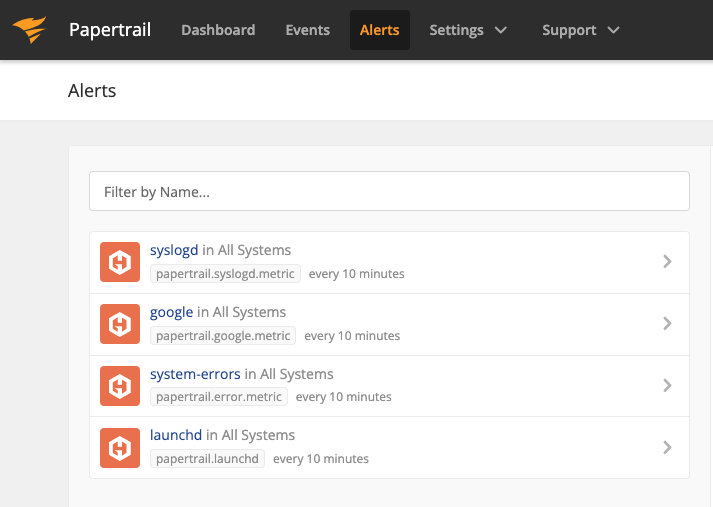 Papertrail Dashboard Events Alerts Settings Support
Alerts
Filter by Name...
syslogd in All Systems
papertrail.syslogd.metric every 10 minutes
google in All Systems
papertrail.google.metric every 10 minutes
system-errors in All Systems
papertrail.error.metric every 10 minutes
launchd in All Systems
papertrail.launchd every 10 minutes